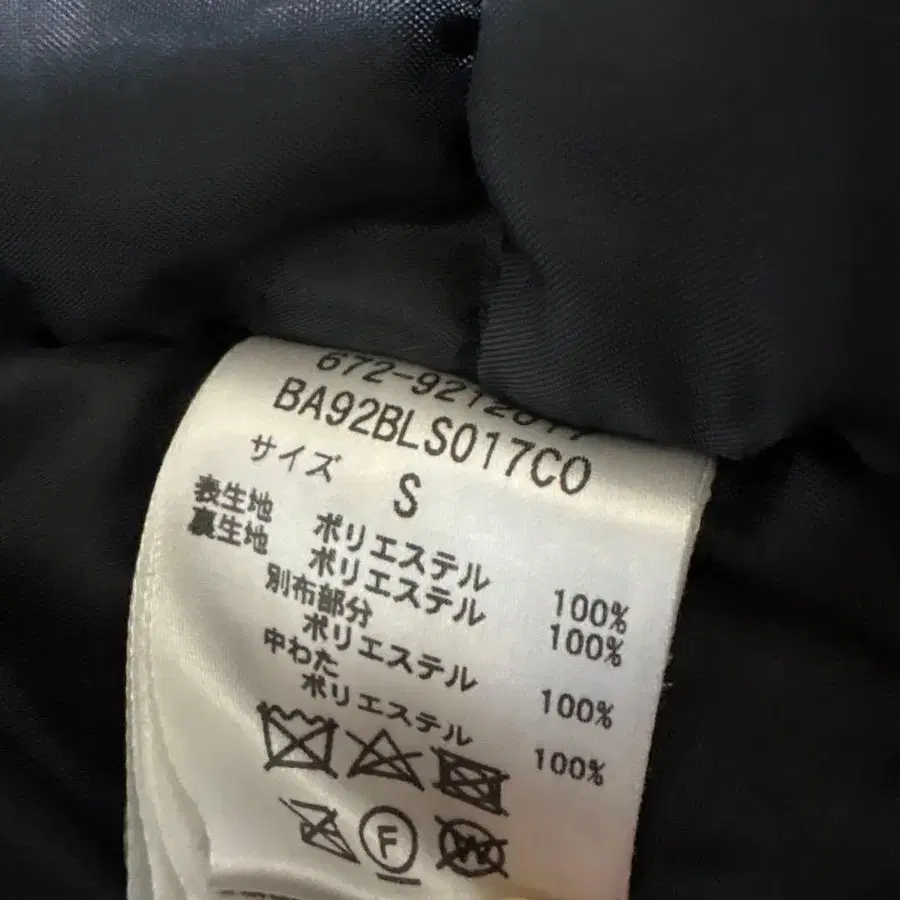 BA92BLS017CO
サイズ S
表生地 ポリエステル 100%
裏生地 ポリエステル 100%
別布部分
ポリエステル 100%
中わた
ポリエステル 100%
F
W